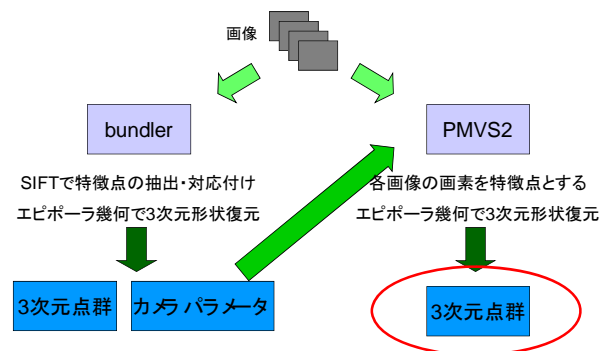 画像
bundler
PMVS2
SIFTで特徴点の抽出・対応付け
エピポーラ幾何で3次元形状復元
各画像の画素を特徴点とする
エピポーラ幾何で3次元形状復元
3次元点群
カメラパラメータ
3次元点群